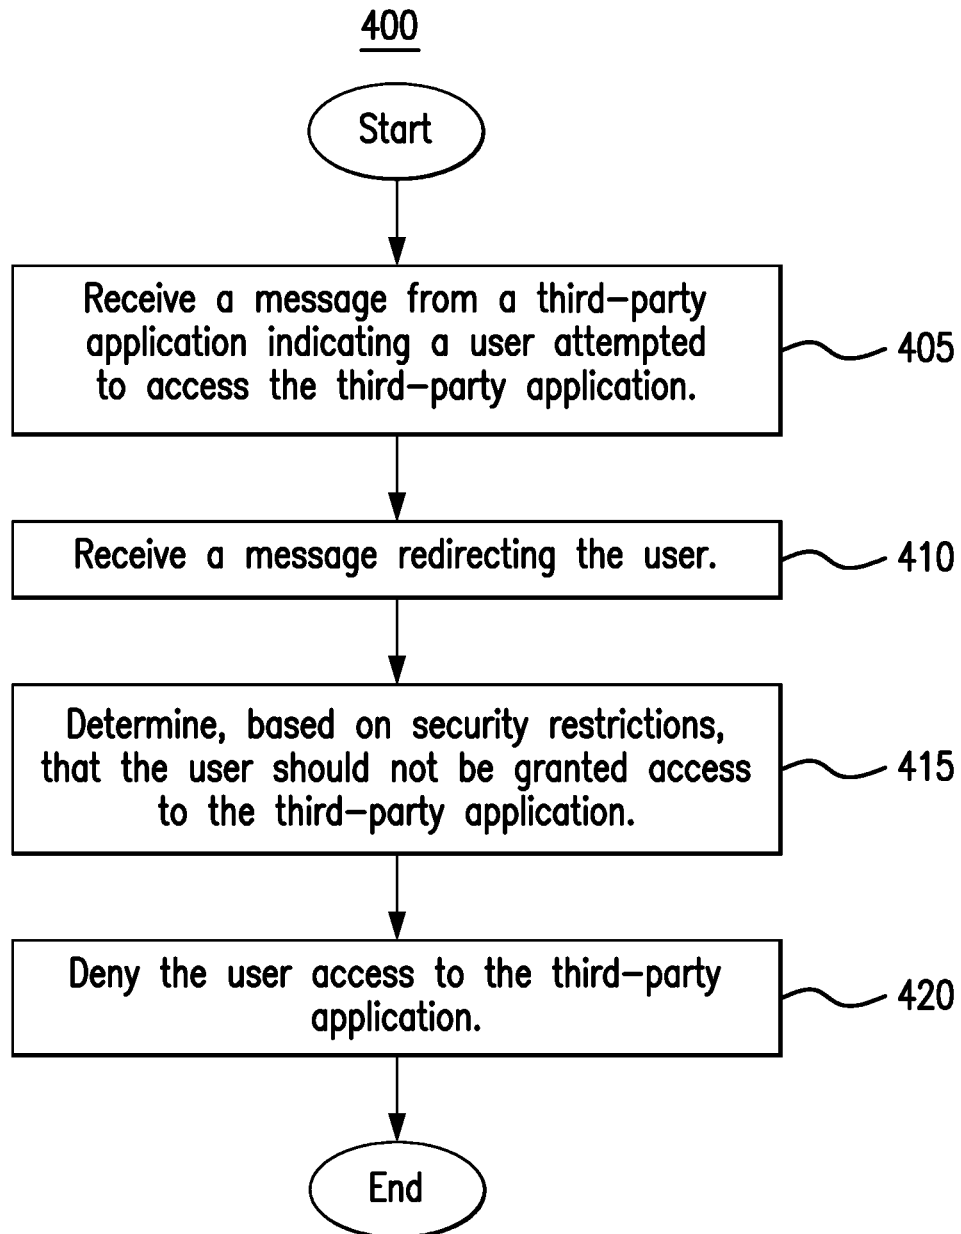 400
Start
Receive a message from a third-party
application indicating a user attempted
to access the third-party application.
405
Receive a message redirecting the user.
410
Determine, based on security restrictions,
that the user should not be granted access
to the third-party application.
415
Deny the user access to the third-party
application.
420
End